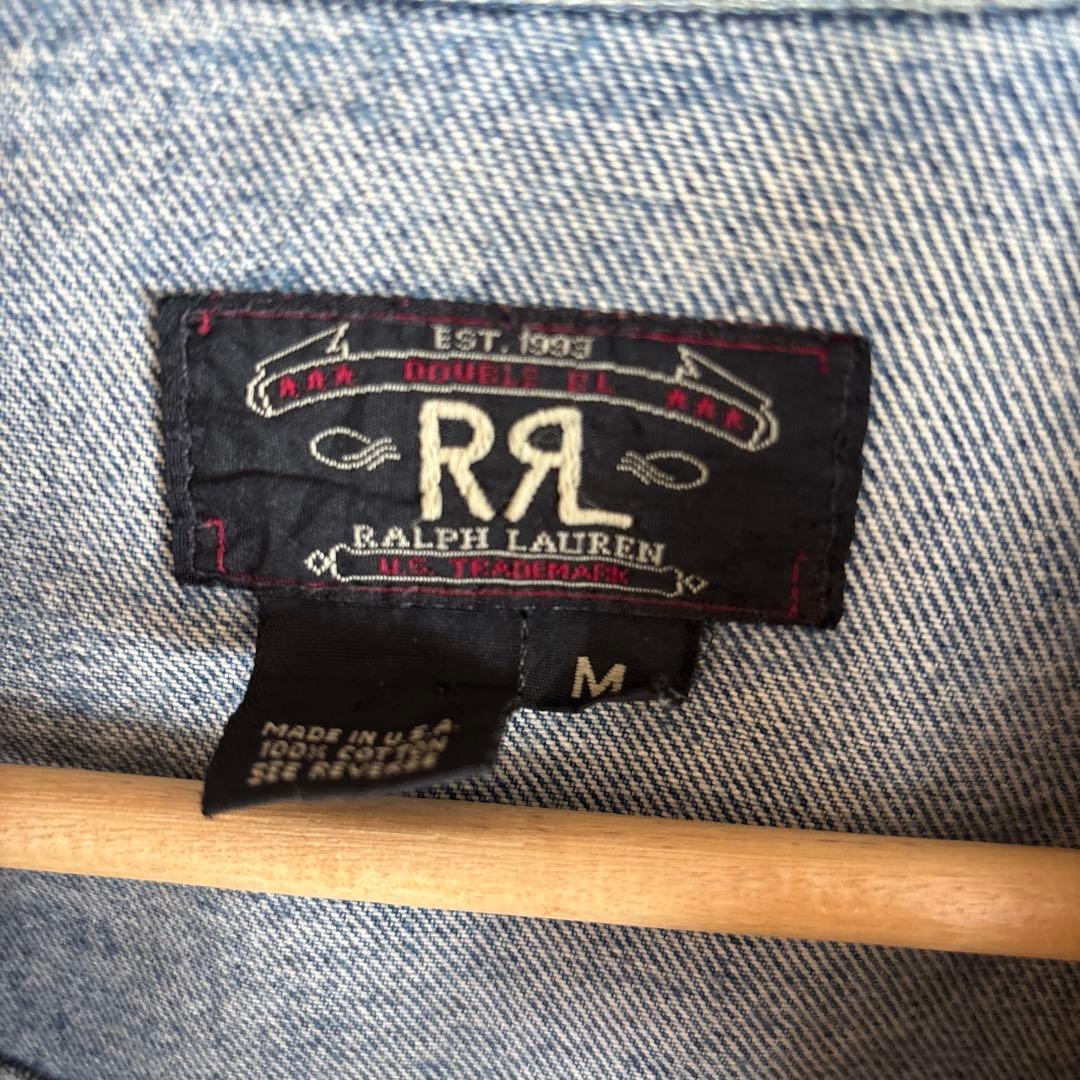 EST. 1993
DOUBLE RL
RRL
RALPH LAUREN
U.S. TRADEMARK
M
MADE IN U.S.A
100% COTTON
SEE REVERSE